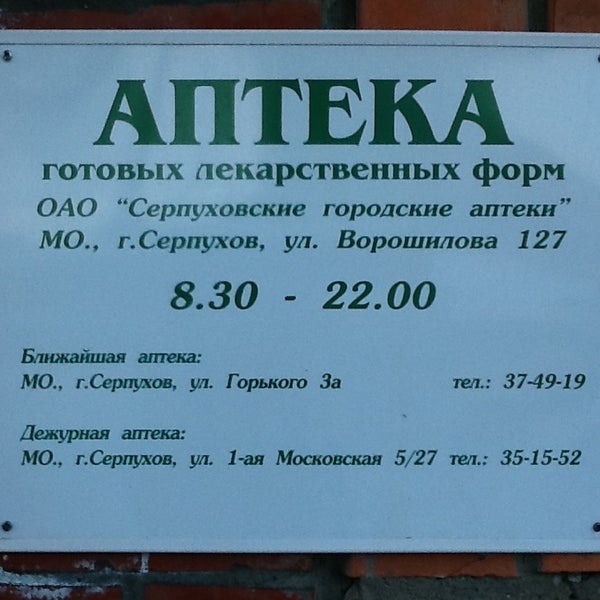 АПТЕКА
готовых лекарственных форм
ОАО "Серпуховские городские аптеки"
МО., г.Серпухов, ул. Ворошилова 127
8.30 - 22.00
Ближайшая аптека:
МО., г.Серпухов, ул. Горького 3а тел.: 37-49-19
Дежурная аптека:
МО., г.Серпухов, ул. 1-ая Московская 5/27 тел.: 35-15-52